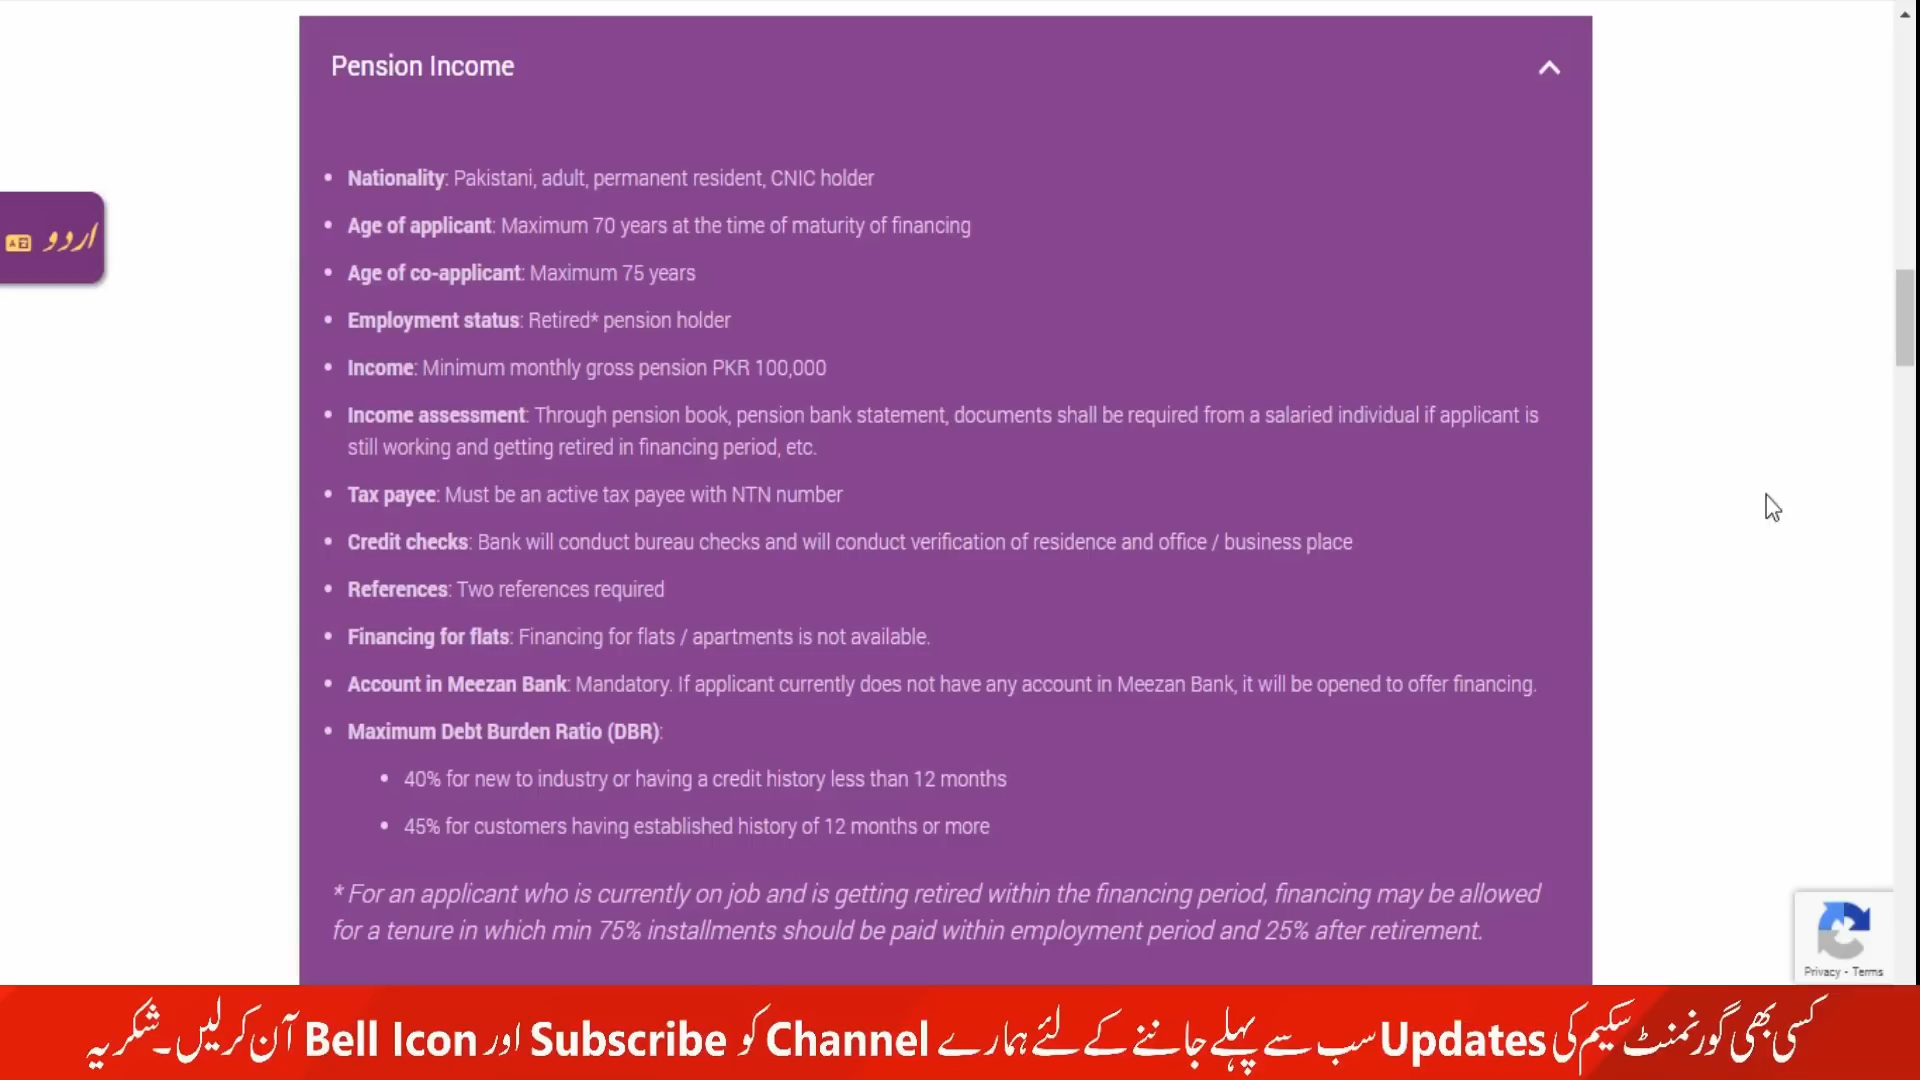 Pension Income
اردو
• Nationality: Pakistani, adult, permanent resident, CNIC holder
• Age of applicant: Maximum 70 years at the time of maturity of financing
• Age of co-applicant: Maximum 75 years
• Employment status: Retired* pension holder
• Income: Minimum monthly gross pension PKR 100,000
• Income assessment: Through pension book, pension bank statement, documents shall be required from a salaried individual if applicant is
still working and getting retired in financing period, etc.
• Tax payee: Must be an active tax payee with NTN number
• Credit checks: Bank will conduct bureau checks and will conduct verification of residence and office / business place
• References: Two references required
• Financing for flats: Financing for flats / apartments is not available.
• Account in Meezan Bank: Mandatory. If applicant currently does not have any account in Meezan Bank, it will be opened to offer financing.
• Maximum Debt Burden Ratio (DBR):
• 40% for new to industry or having a credit history less than 12 months
• 45% for customers having established history of 12 months or more
* For an applicant who is currently on job and is getting retired within the financing period, financing may be allowed
for a tenure in which min 75% installments should be paid within employment period and 25% after retirement.
Privacy - Terms
کسی بھی گورنمنٹ سکیم کی Updates سب سے پہلے جاننے کے لئے ہمارے Channel کو Subscribe اور Bell Icon آن کر لیں۔شکریہ